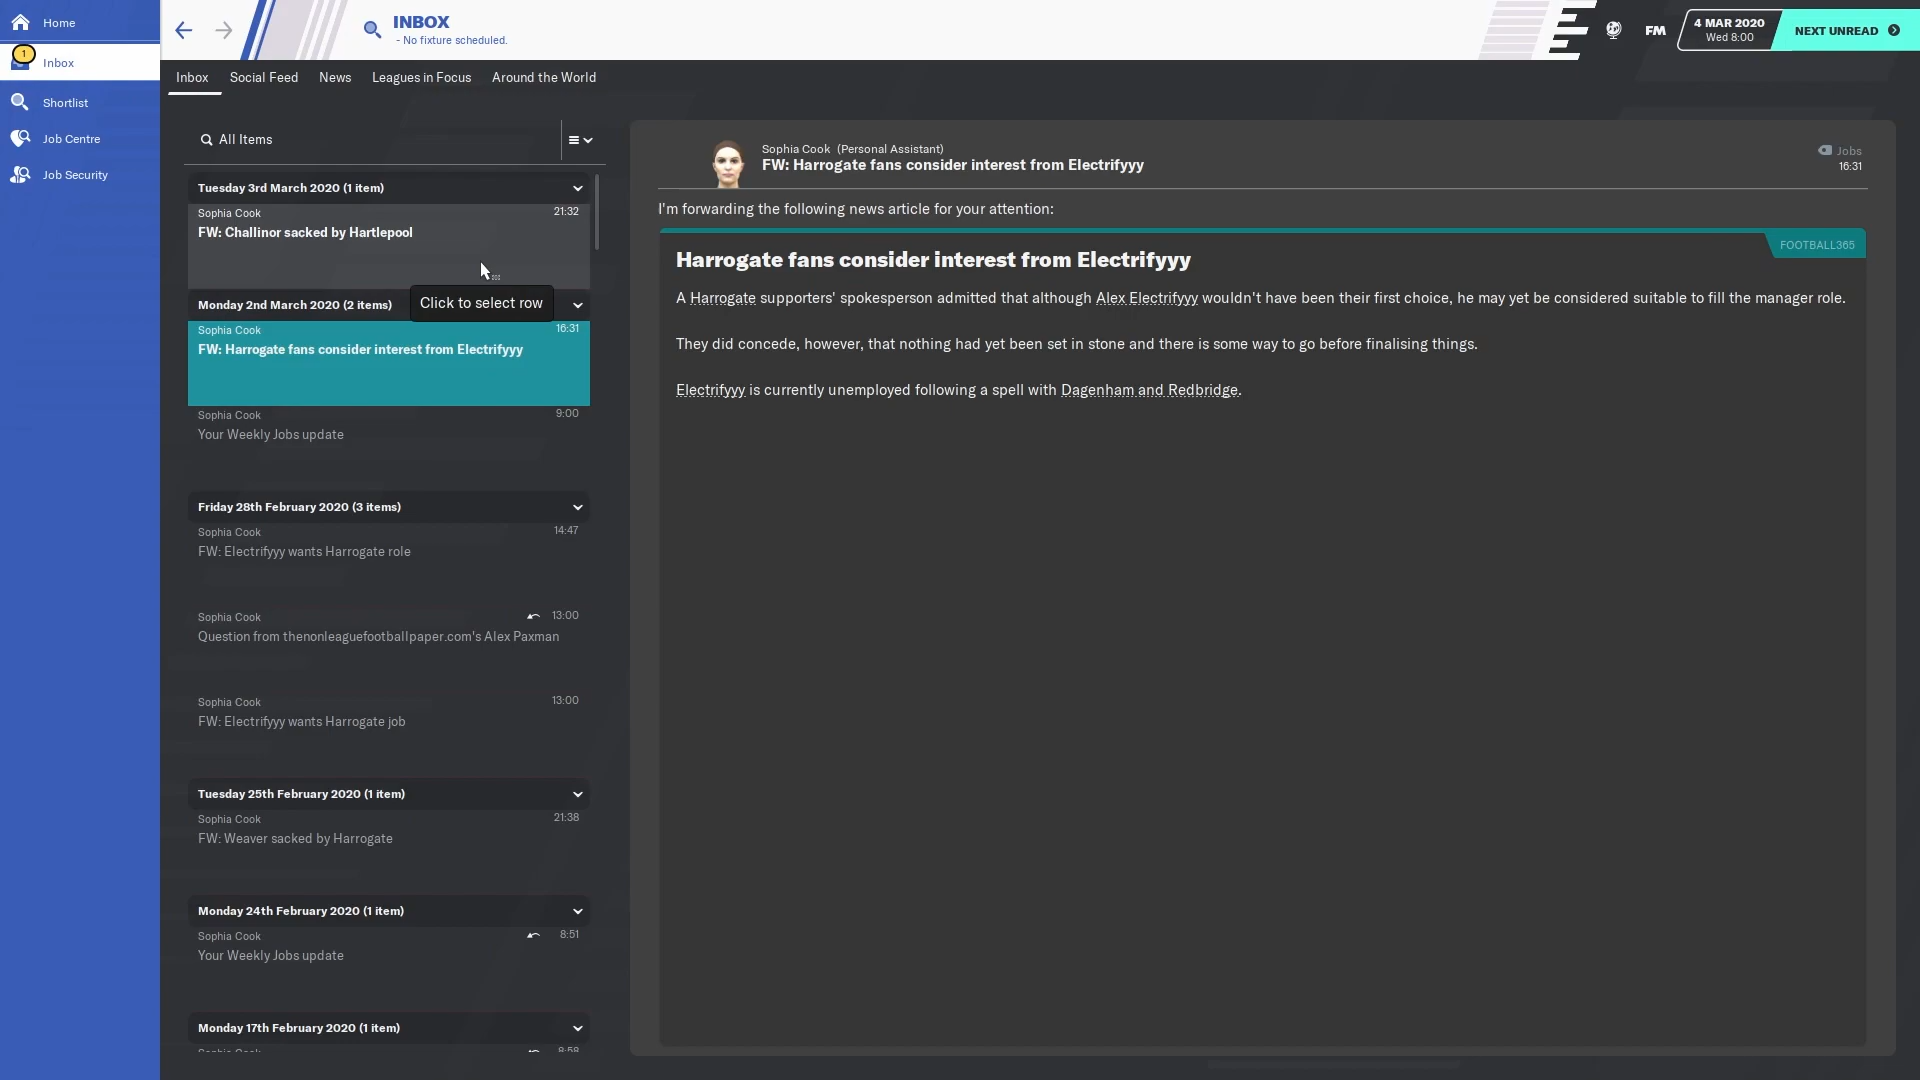 Home
1
Inbox
Shortlist
Job Centre
Job Security
INBOX
- No fixture scheduled.
FM
4 MAR 2020
Wed 8:00
NEXT UNREAD
Inbox
Social Feed
News
Leagues in Focus
Around the World
All Items
Tuesday 3rd March 2020 (1 item)
Sophia Cook
21:32
FW: Challinor sacked by Hartlepool
Click to select row
Monday 2nd March 2020 (2 items)
Sophia Cook
16:31
FW: Harrogate fans consider interest from Electrifyyy
Sophia Cook
9:00
Your Weekly Jobs update
Friday 28th February 2020 (3 items)
Sophia Cook
14:47
FW: Electrifyyy wants Harrogate role
Sophia Cook
13:00
Question from thenonleaguefootballpaper.com's Alex Paxman
Sophia Cook
13:00
FW: Electrifyyy wants Harrogate job
Tuesday 25th February 2020 (1 item)
Sophia Cook
21:38
FW: Weaver sacked by Harrogate
Monday 24th February 2020 (1 item)
Sophia Cook
8:51
Your Weekly Jobs update
Monday 17th February 2020 (1 item)
Sophia Cook
8:58
Sophia Cook (Personal Assistant)
FW: Harrogate fans consider interest from Electrifyyy
Jobs
16:31
I'm forwarding the following news article for your attention:
FOOTBALL365
Harrogate fans consider interest from Electrifyyy
A Harrogate supporters' spokesperson admitted that although Alex Electrifyyy wouldn't have been their first choice, he may yet be considered suitable to fill the manager role.
They did concede, however, that nothing had yet been set in stone and there is some way to go before finalising things.
Electrifyyy is currently unemployed following a spell with Dagenham and Redbridge.